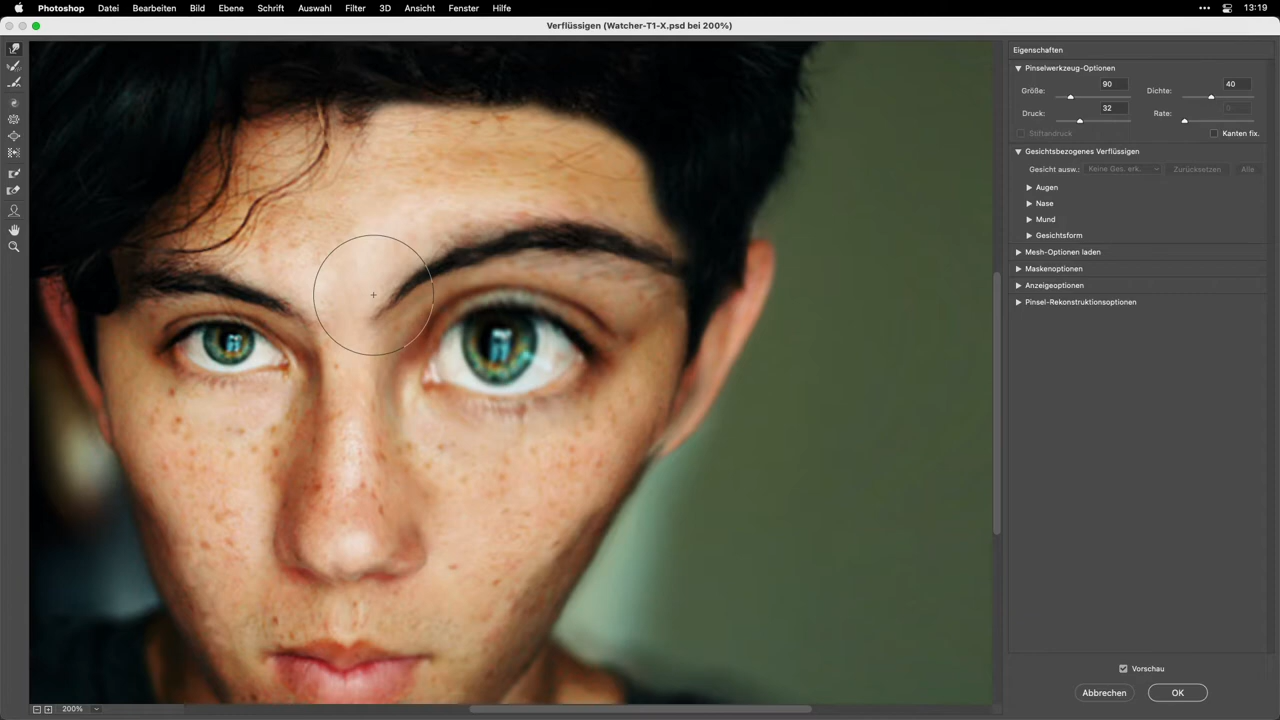 Photoshop Datei Bearbeiten Bild Ebene Schrift Auswahl Filter 3D Ansicht Plug-ins Fenster Hilfe 13:19
Verflüssigen (Watcher-T1-X.psd bei 200%)
Eigenschaften
Pinselwerkzeug-Optionen
Größe: 90 Dichte: 40
Druck: 32 Rate: 0
Stiftandruck Kanten fix.
Gesichtsbezogenes Verflüssigen
Gesicht ausw.: Keine Ges. erk. Zurücksetzen Alle
Augen
Nase
Mund
Gesichtsform
Mesh-Optionen laden
Maskenoptionen
Anzeigeoptionen
Pinsel-Rekonstruktionsoptionen
Vorschau
Abbrechen OK
200%